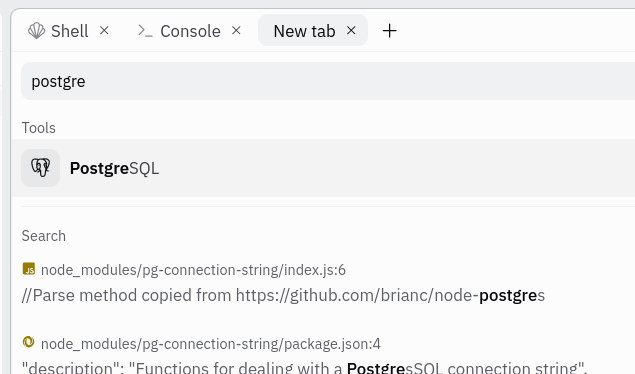 Shell × Console × New tab × +
postgre
Tools
PostgreSQL
Search
node_modules/pg-connection-string/index.js:6
//Parse method copied from https://github.com/brianc/node-postgres
node_modules/pg-connection-string/package.json:4
"description": "Functions for dealing with a PostgresSQL connection string",